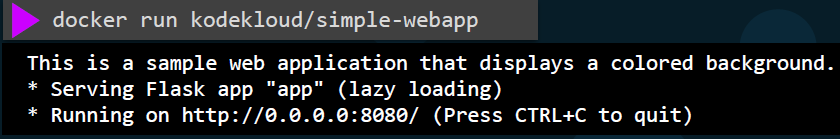 docker run kodekloud/simple-webapp
This is a sample web application that displays a colored background.
* Serving Flask app "app" (lazy loading)
* Running on http://0.0.0.0:8080/ (Press CTRL+C to quit)